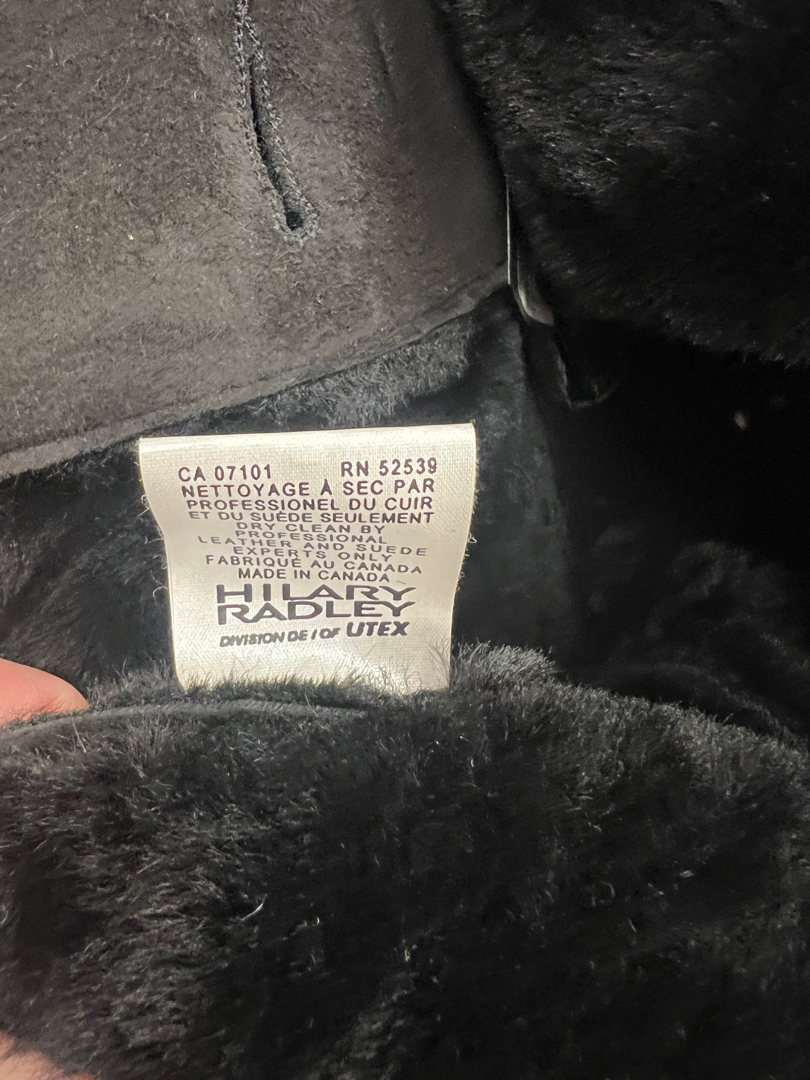 CA 07101 RN 52539
NETTOYAGE À SEC PAR
PROFESSIONEL DU CUIR
ET DU SUÈDE SEULEMENT
DRY CLEAN BY
PROFESSIONAL
LEATHER AND SUEDE
EXPERTS ONLY
FABRIQUÉ AU CANADA
MADE IN CANADA
HILARY
RADLEY
DIVISION DE / OF UTEX